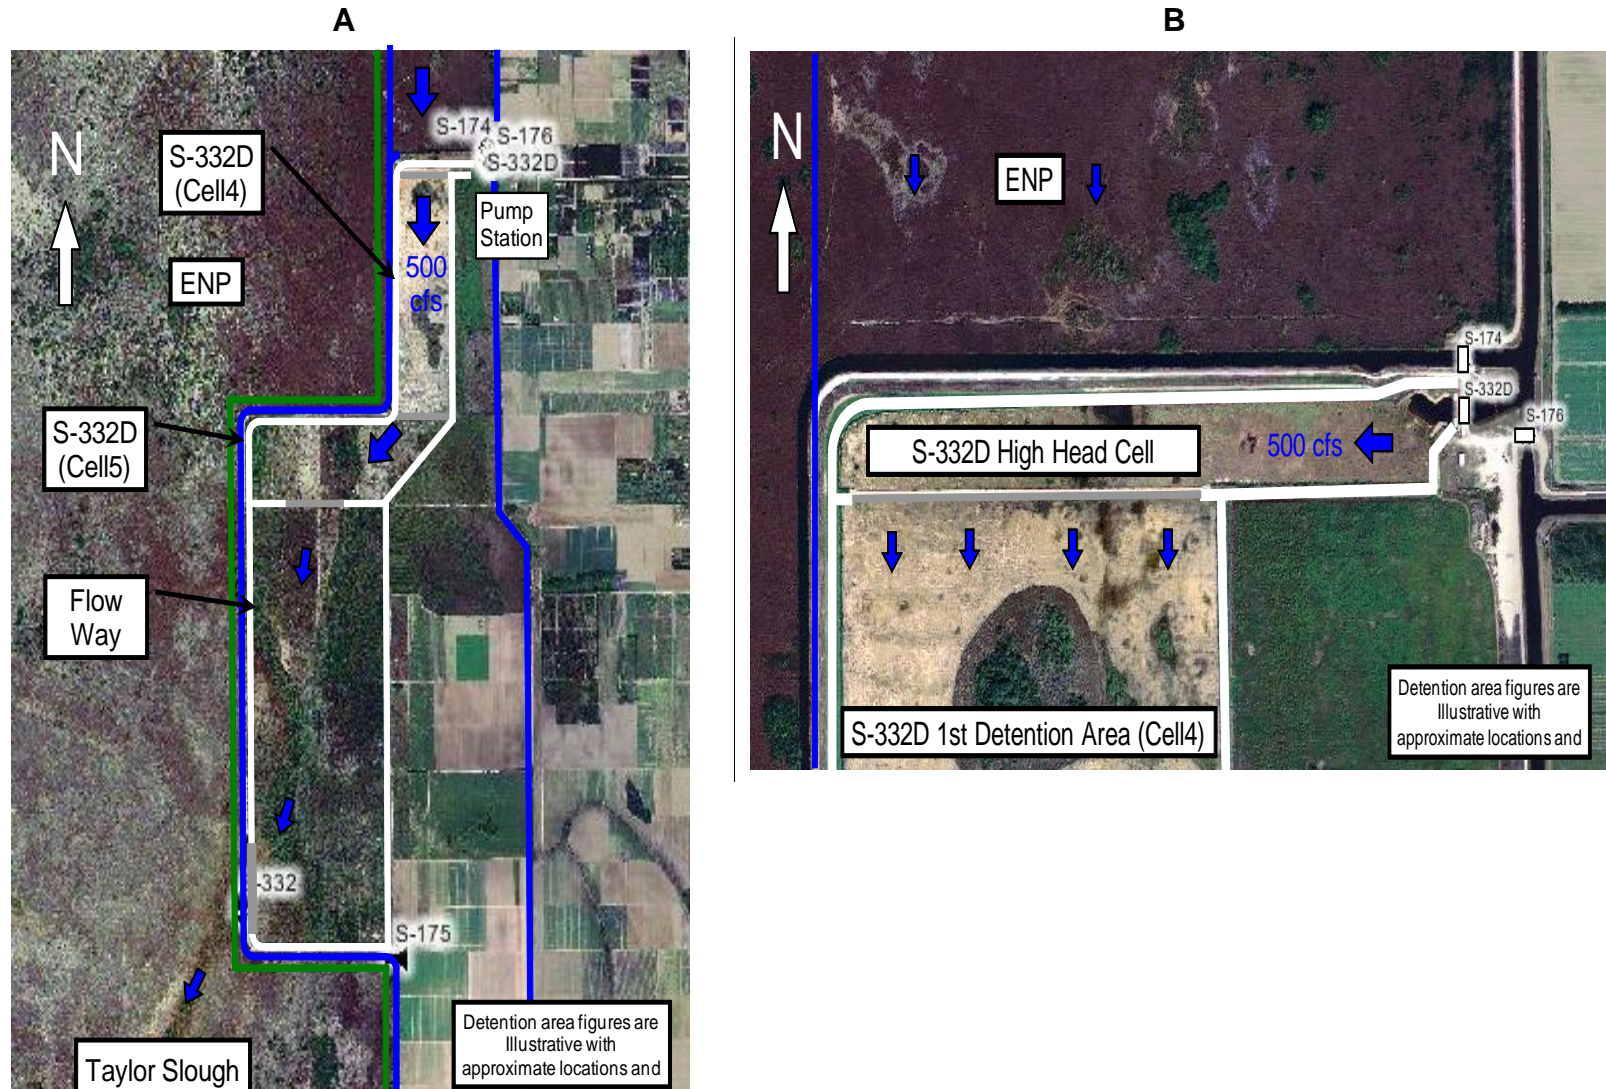 A
N
S-332D
(Cell4)
S-174
S-176
S-332D
Pump
Station
ENP
500
cfs
S-332D
(Cell5)
Flow
Way
-332
S-175
Taylor Slough
Detention area figures are
Illustrative with
approximate locations and
B
N
ENP
S-174
S-332D
S-176
S-332D High Head Cell
500 cfs
S-332D 1st Detention Area (Cell4)
Detention area figures are
Illustrative with
approximate locations and